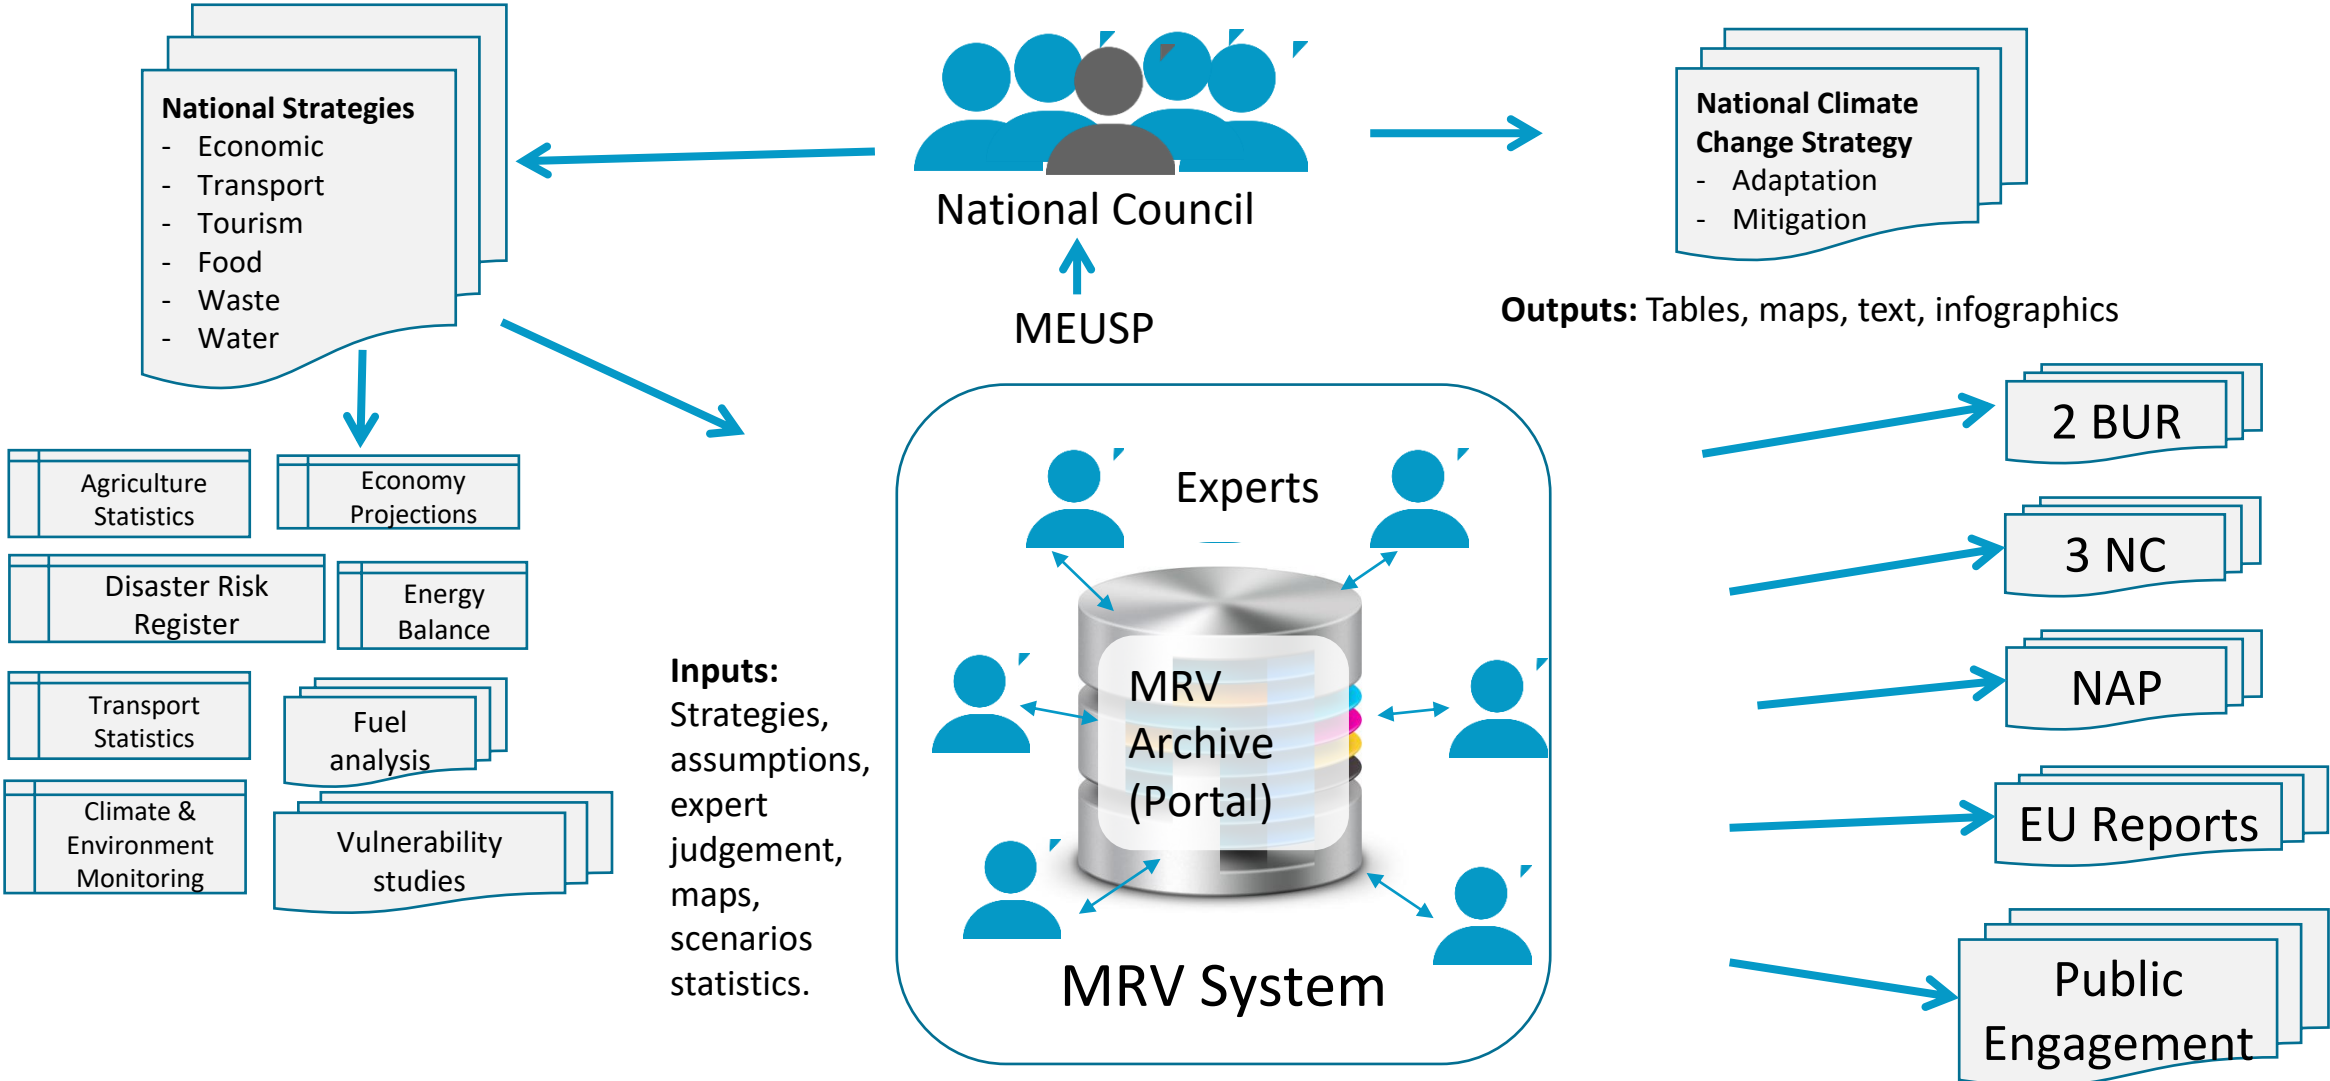 National Strategies
- Economic
- Transport
- Tourism
- Food
- Waste
- Water
National Council
MEUSP
National Climate
Change Strategy
- Adaptation
- Mitigation
Outputs: Tables, maps, text, infographics
Agriculture
Statistics
Economy
Projections
Disaster Risk
Register
Energy
Balance
Transport
Statistics
Fuel
analysis
Climate &
Environment
Monitoring
Vulnerability
studies
Inputs:
Strategies,
assumptions,
expert
judgement,
maps,
scenarios
statistics.
Experts
MRV
Archive
(Portal)
MRV System
2 BUR
3 NC
NAP
EU Reports
Public
Engagement